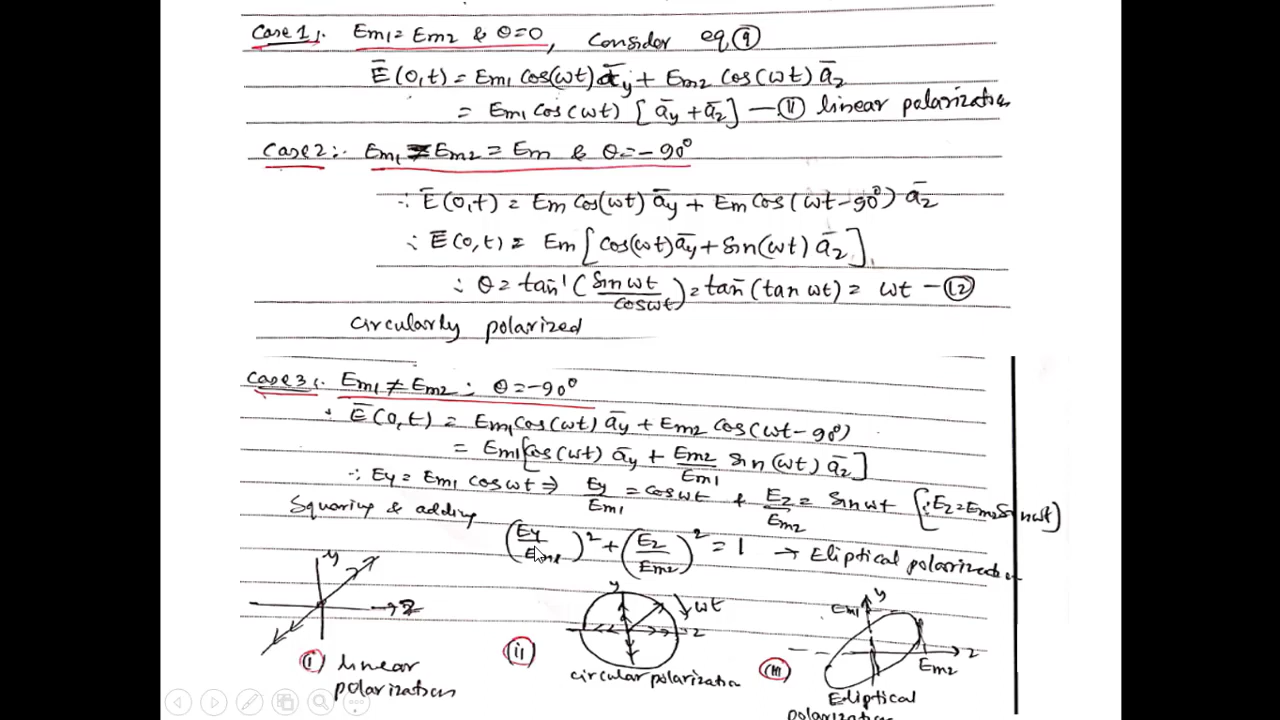 Case 1 :. Em1 = Em2 & θ=0, Consider eq (9)
Ē(0,t) = Em1 cos(ωt) āy + Em2 cos(ωt) āz
= Em1 cos(ωt) [āy + āz] — (11) linear polarization
Case 2 :. Em1 = Em2 = Em & θ = -90°
∴ Ē(0,t) = Em cos(ωt) āy + Em cos(ωt-90°) āz
∴ Ē(0,t) = Em [cos(ωt) āy + sin(ωt) āz]
∴ θ = tan⁻¹ (sin ωt / cos ωt) = tan⁻ (tan ωt) = ωt — (12)
Circularly polarized
Case 3 :. Em1 ≠ Em2 ; θ = -90°
∴ Ē(0,t) = Em1 cos(ωt) āy + Em2 cos(ωt-90°)
= Em1 [cos(ωt) āy + Em2/Em1 sin(ωt) āz]
∴ Ey = Em1 cos ωt ⇒ Ey/Em1 = cos ωt & Ez/Em2 = sin ωt [∵ Ez = Em2 sin ωt]
Squaring & adding
(Ey/Em1)² + (Ez/Em2)² = 1 → Eliptical polarization
y
z
(i) linear polarization
y
ωt
z
(ii)
circular polarization
y
Em1
z
Em2
(iii)
Eliptical
polarization